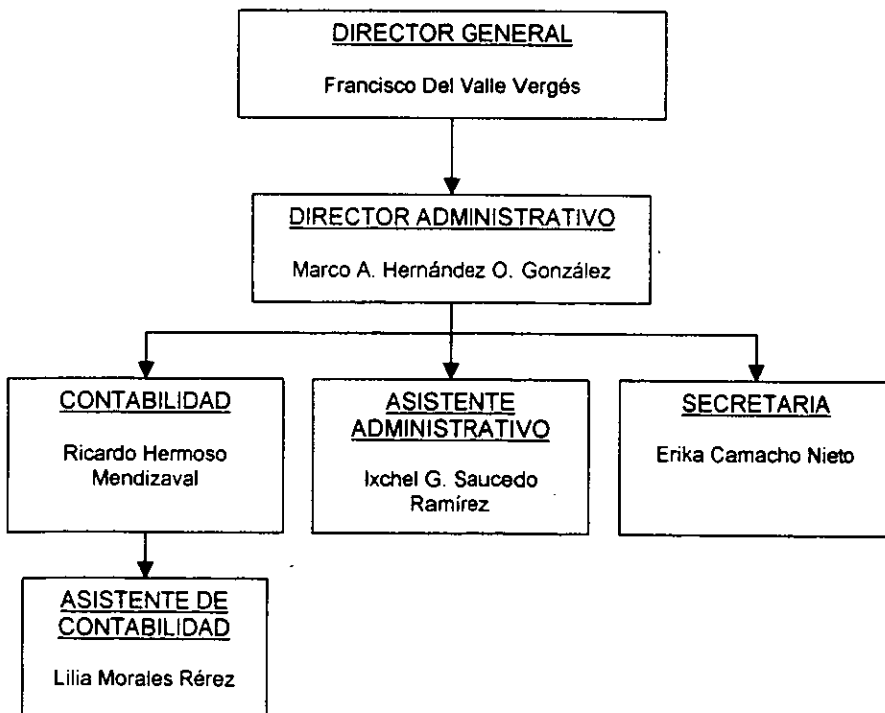 DIRECTOR GENERAL
Francisco Del Valle Vergés
DIRECTOR ADMINISTRATIVO
Marco A. Hernández O. González
CONTABILIDAD
Ricardo Hermoso
Mendizaval
ASISTENTE
ADMINISTRATIVO
Ixchel G. Saucedo
Ramírez
SECRETARIA
Erika Camacho Nieto
ASISTENTE DE
CONTABILIDAD
Lilia Morales Rérez